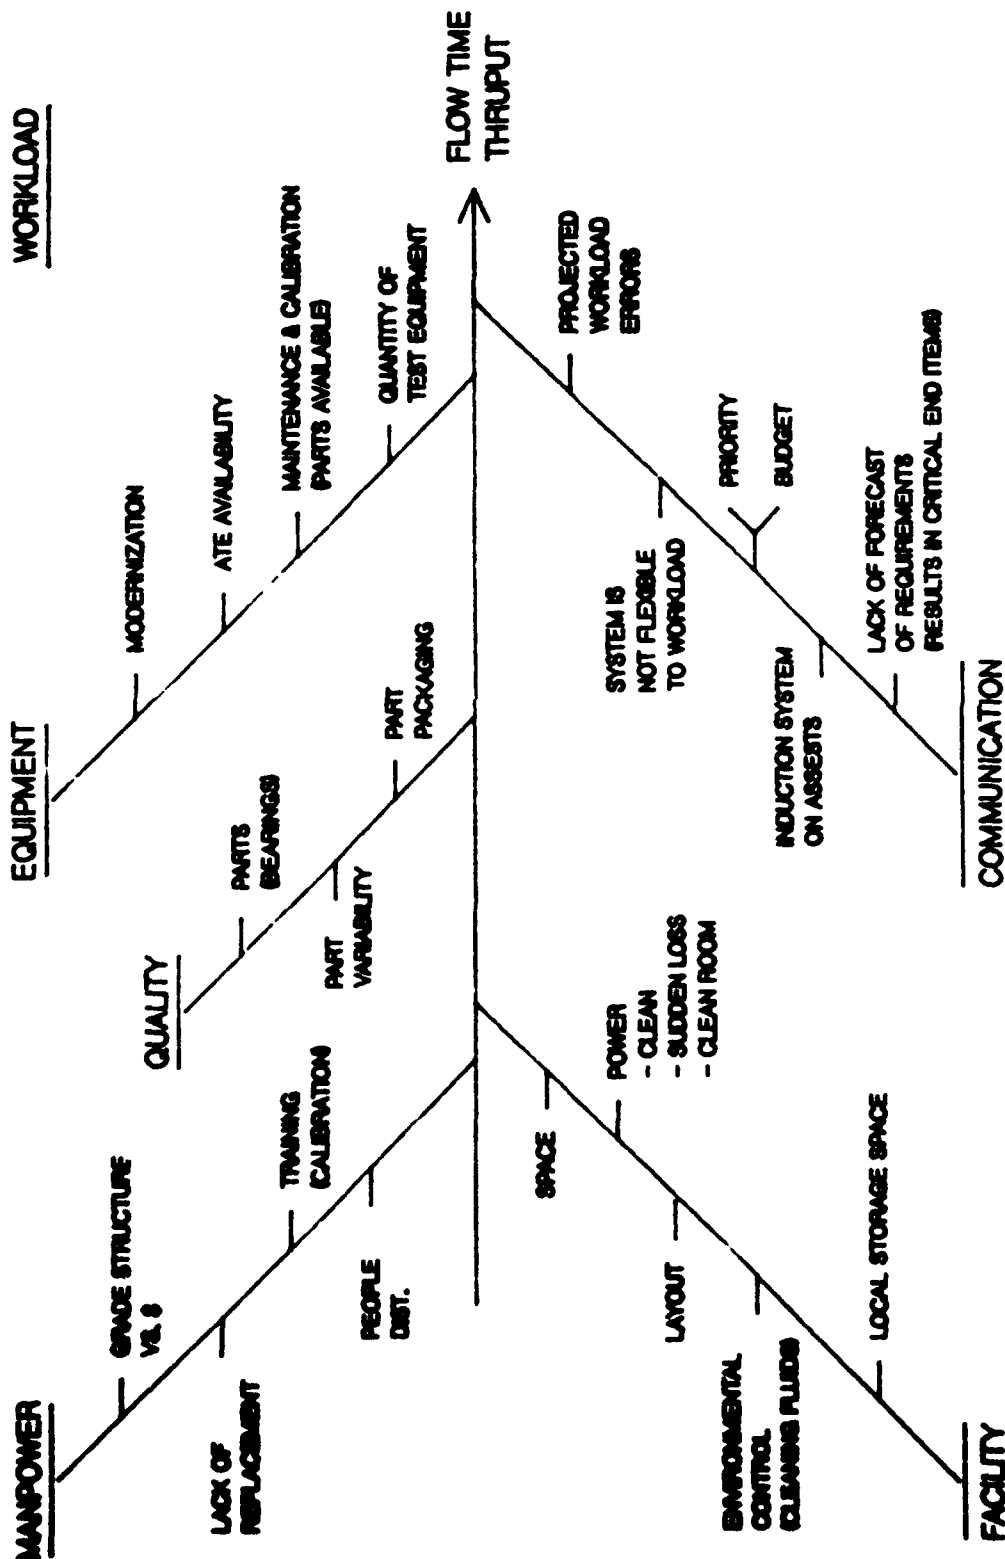 WORKLOAD
MANPOWER
GRADE STRUCTURE
VS. $
LACK OF
REPLACEMENT
TRAINING
(CALIBRATION)
PEOPLE
DIST.
QUALITY
PARTS
(BEARINGS)
PART
VARIABILITY
PART
PACKAGING
EQUIPMENT
MODERNIZATION
ATE AVAILABILITY
MAINTENANCE & CALIBRATION
(PARTS AVAILABLE)
QUANTITY OF
TEST EQUIPMENT
FLOW TIME
THRUPUT
SPACE
POWER
- CLEAN
- SUDDEN LOSS
- CLEAN ROOM
LAYOUT
ENVIRONMENTAL
CONTROL
(CLEANING FLUIDS)
LOCAL STORAGE SPACE
FACILITY
PROJECTED
WORKLOAD
ERRORS
SYSTEM IS
NOT FLEXIBLE
TO WORKLOAD
PRIORITY
BUDGET
INDUCTION SYSTEM
ON ASSESTS
LACK OF FORECAST
OF REQUIREMENTS
(RESULTS IN CRITICAL END ITEMS)
COMMUNICATION